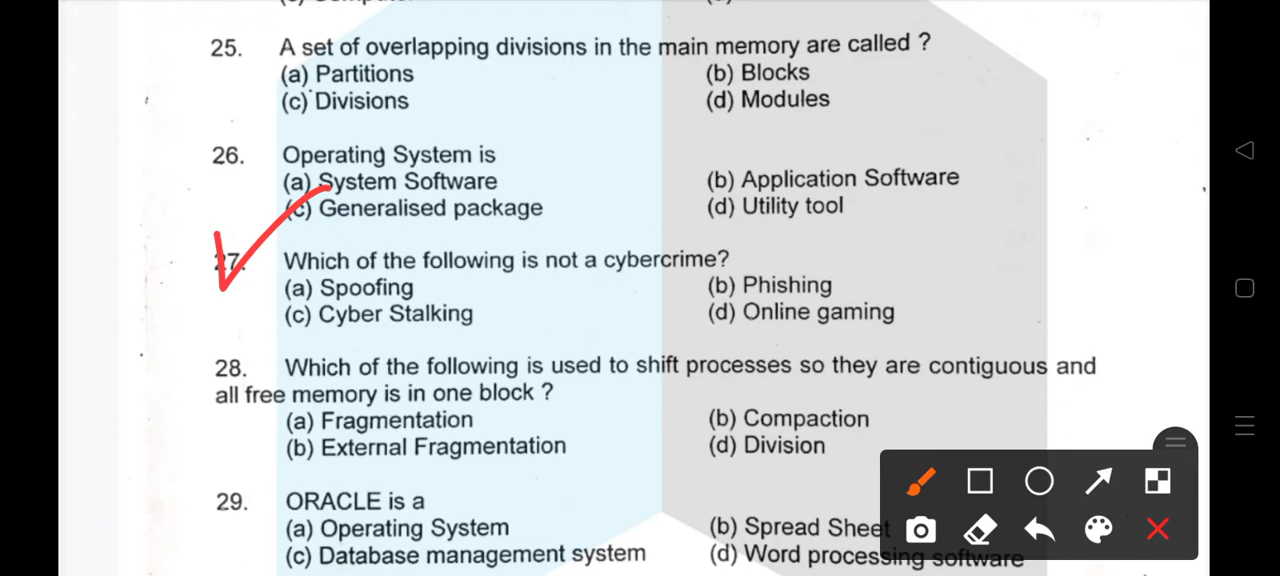 25. A set of overlapping divisions in the main memory are called ?
(a) Partitions (b) Blocks
(c) Divisions (d) Modules
26. Operating System is
(a) System Software (b) Application Software
(c) Generalised package (d) Utility tool
27. Which of the following is not a cybercrime?
(a) Spoofing (b) Phishing
(c) Cyber Stalking (d) Online gaming
28. Which of the following is used to shift processes so they are contiguous and
all free memory is in one block ?
(a) Fragmentation (b) Compaction
(b) External Fragmentation (d) Division
29. ORACLE is a
(a) Operating System (b) Spread Sheet
(c) Database management system (d) Word processing software